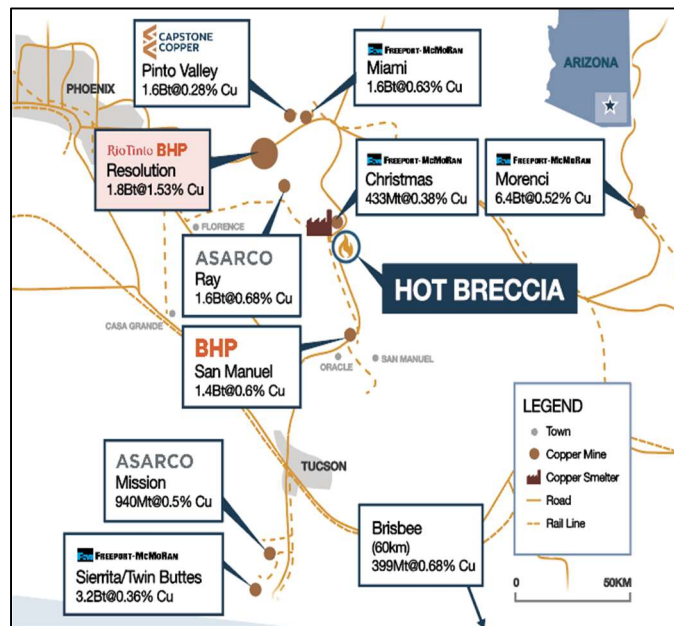 CAPSTONE
COPPER
Pinto Valley
1.6Bt@0.28% Cu
FREEPORT-McMoRAN
Miami
1.6Bt@0.63% Cu
ARIZONA
PHOENIX
RioTinto BHP
Resolution
1.8Bt@1.53% Cu
FREEPORT-McMoRAN
Christmas
433Mt@0.38% Cu
FREEPORT-McMoRAN
Morenci
6.4Bt@0.52% Cu
FLORENCE
ASARCO
Ray
1.6Bt@0.68% Cu
HOT BRECCIA
CASA GRANDE
BHP
San Manuel
1.4Bt@0.6% Cu
ORACLE
SAN MANUEL
LEGEND
Town
Copper Mine
Copper Smelter
Road
Rail Line
ASARCO
Mission
940Mt@0.5% Cu
TUCSON
Brisbee
(60km)
399Mt@0.68% Cu
FREEPORT-McMoRAN
Sierrita/Twin Buttes
3.2Bt@0.36% Cu
0 50KM